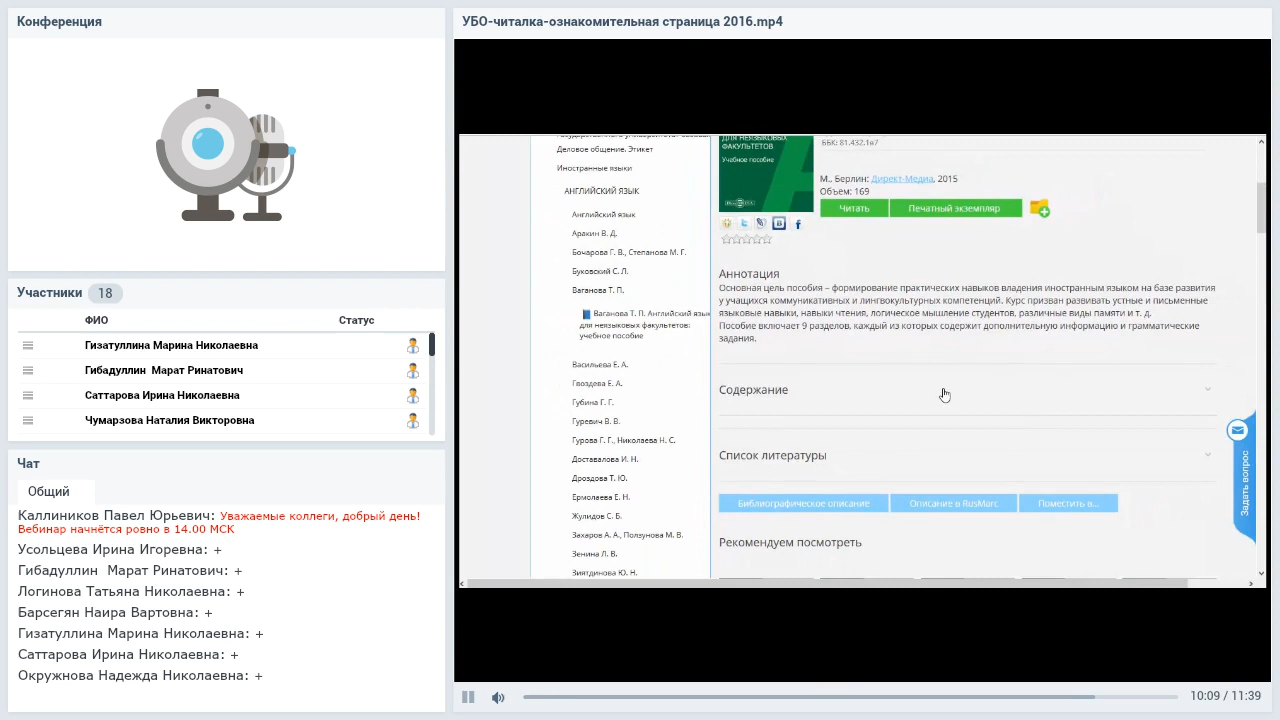 Конференция
Участники 18
ФИО Статус
Гизатуллина Марина Николаевна
Гибадуллин Марат Ринатович
Саттарова Ирина Николаевна
Чумарзова Наталия Викторовна
Чат
Общий
Калинников Павел Юрьевич: Уважаемые коллеги, добрый день!
Вебинар начнётся ровно в 14.00 МСК
Усольцева Ирина Игоревна: +
Гибадуллин Марат Ринатович: +
Логинова Татьяна Николаевна: +
Барсегян Наира Вартовна: +
Гизатуллина Марина Николаевна: +
Саттарова Ирина Николаевна: +
Окружнова Надежда Николаевна: +
УБО-читалка-ознакомительная страница 2016.mp4
Деловое общение. Этикет
Иностранные языки
АНГЛИЙСКИЙ ЯЗЫК
Английский язык
Аракин В. Д.
Бочарова Г. В., Степанова М. Г.
Буковский С. Л.
Ваганова Т. П.
Ваганова Т. П. Английский язык
для неязыковых факультетов:
учебное пособие
Васильева Е. А.
Гвоздева Е. А.
Губина Г. Г.
Гуревич В. В.
Гурова Г. Г., Николаева Н. С.
Доставалова И. Н.
Дроздова Т. Ю.
Ермолаева Е. Н.
Жулидов С. Б.
Захаров А. А., Ползунова М. В.
Зенина Л. В.
Зиятдинова Ю. Н.
ДЛЯ НЕЯЗЫКОВЫХ
ФАКУЛЬТЕТОВ
Учебное пособие
ББК: 81.432.1я7
М., Берлин: Директ-Медиа, 2015
Объем: 169
Читать
Печатный экземпляр
Аннотация
Основная цель пособия – формирование практических навыков владения иностранным языком на базе развития
у учащихся коммуникативных и лингвокультурных компетенций. Курс призван развивать устные и письменные
языковые навыки, навыки чтения, логическое мышление студентов, различные виды памяти и т. д.
Пособие включает 9 разделов, каждый из которых содержит дополнительную информацию и грамматические
задания.
Содержание
Список литературы
Библиографическое описание
Описание в RusMarc
Поместить в...
Рекомендуем посмотреть
Задать вопрос
10:09 / 11:39